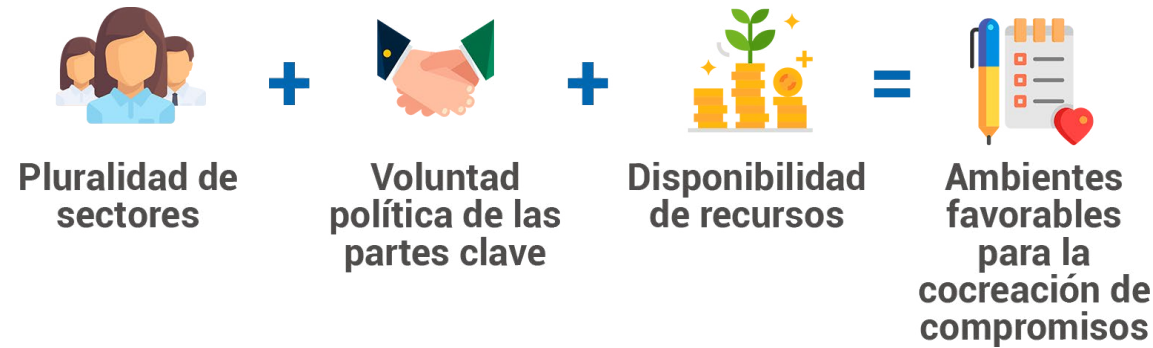 +
+
=
Pluralidad de
sectores
Voluntad
política de las
partes clave
Disponibilidad
de recursos
Ambientes
favorables
para la
cocreación de
compromisos